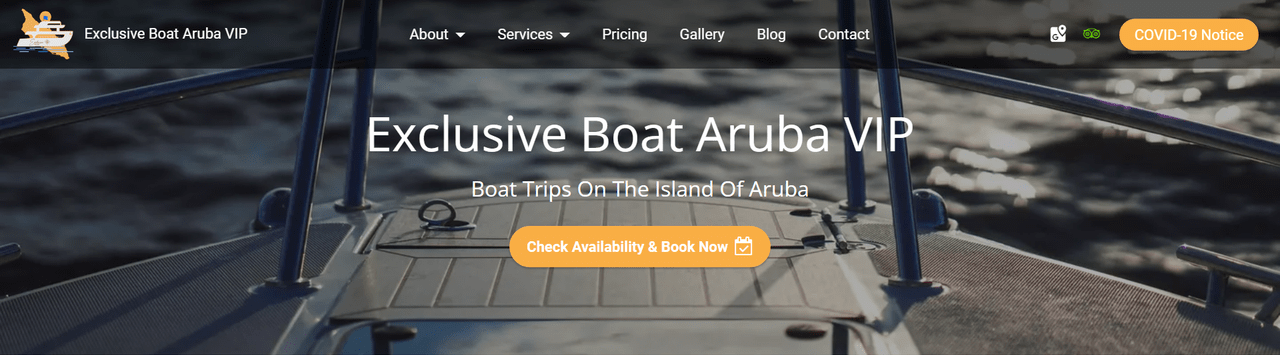 Exclusive Boat Aruba VIP
About
Services
Pricing
Gallery
Blog
Contact
COVID-19 Notice
Exclusive Boat Aruba VIP
Boat Trips On The Island Of Aruba
Check Availability & Book Now